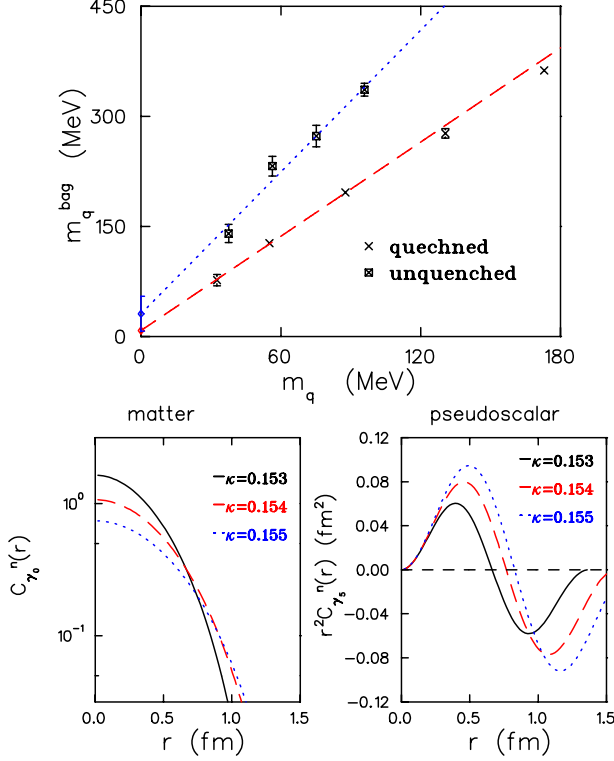 450
300
150
0
m_q^bag (MeV)
× quechned
⊠ unquenched
0 60 120 180
m_q (MeV)
matter
10^0
10^-1
C_γ₀^n(r)
κ=0.153
κ=0.154
κ=0.155
0.0 0.5 1.0 1.5
r (fm)
pseudoscalar
0.12
0.08
0.04
0.00
−0.04
−0.08
−0.12
r²C_γ₅^n(r) (fm²)
κ=0.153
κ=0.154
κ=0.155
0.0 0.5 1.0 1.5
r (fm)